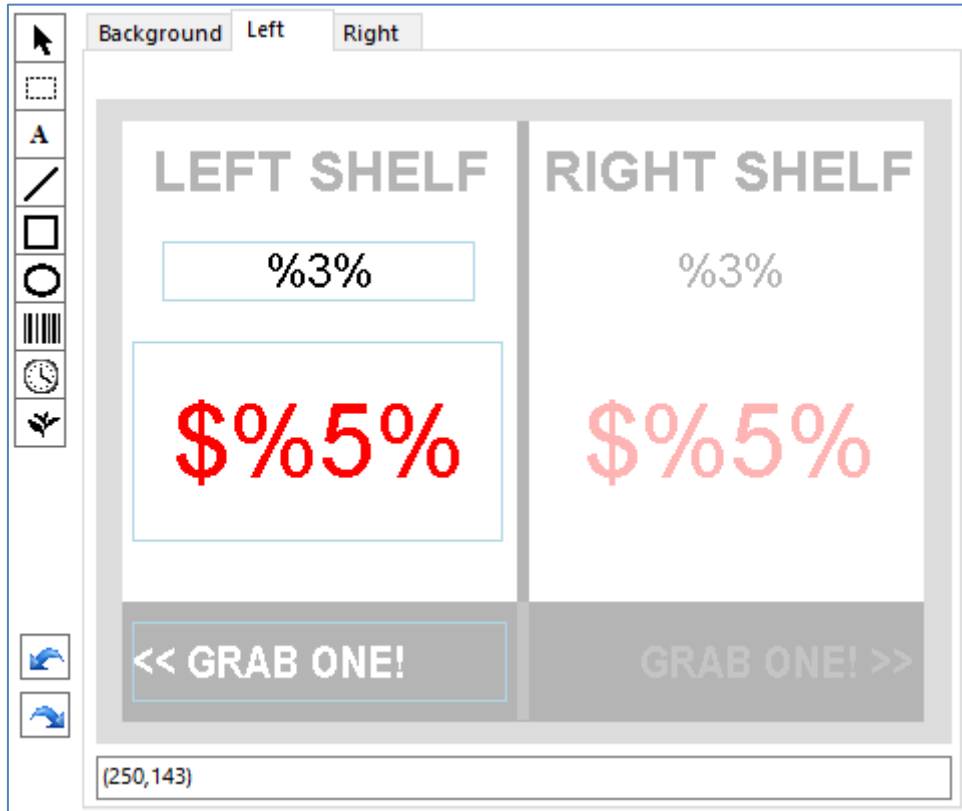 Background Left Right
A
LEFT SHELF RIGHT SHELF
%3% %3%
$%5% $%5%
<< GRAB ONE! GRAB ONE! >>
(250,143)